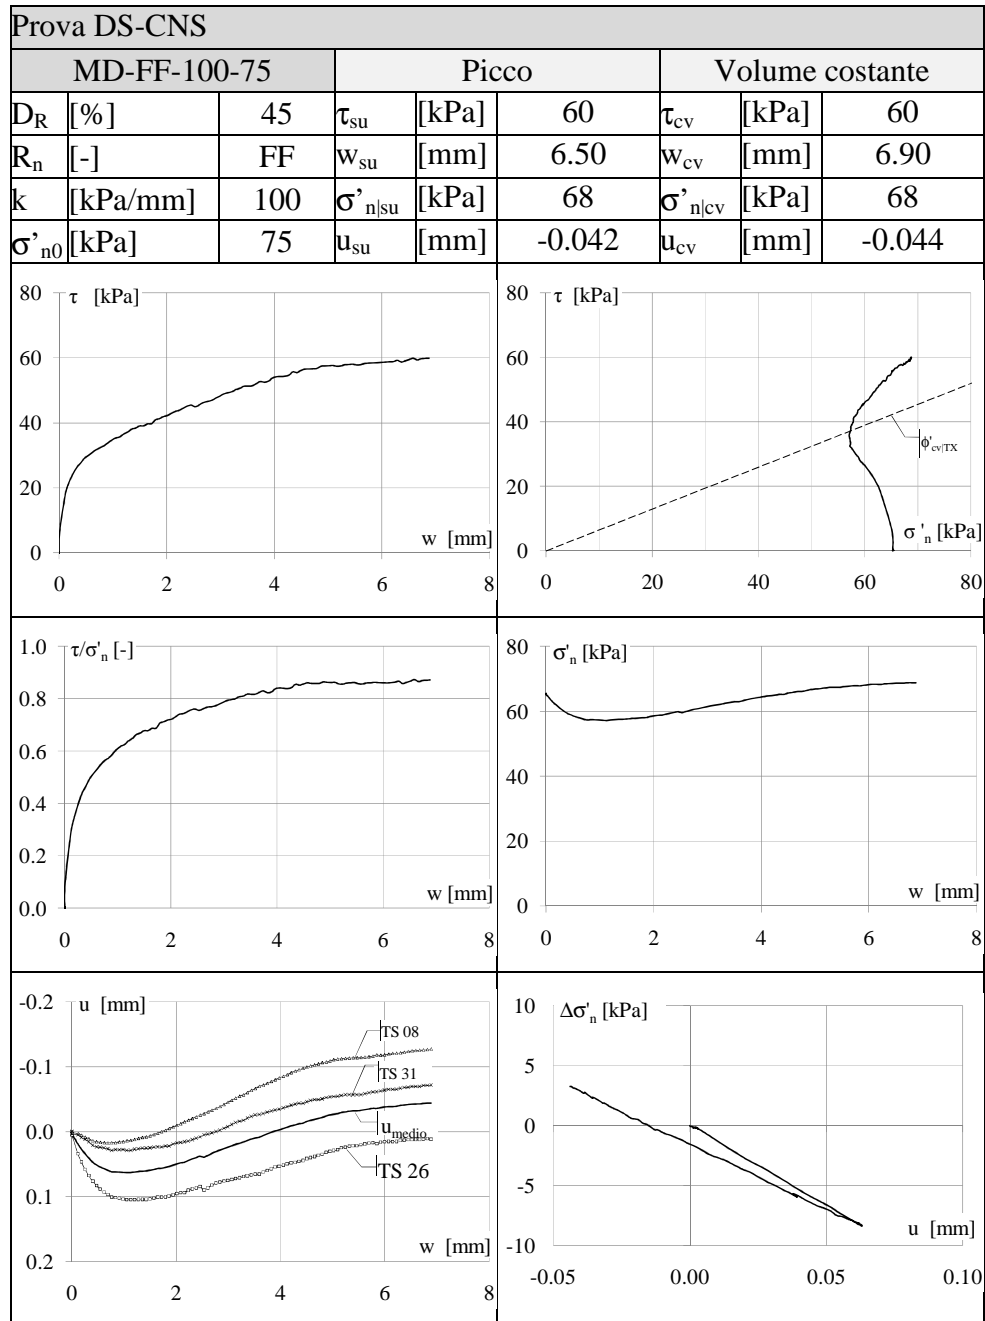 Prova DS-CNS
MD-FF-100-75 Picco Volume costante
D_R [%] 45 τ_su [kPa] 60 τ_cv [kPa] 60
R_n [-] FF w_su [mm] 6.50 w_cv [mm] 6.90
k [kPa/mm] 100 σ'_n|su [kPa] 68 σ'_n|cv [kPa] 68
σ'_n0 [kPa] 75 u_su [mm] -0.042 u_cv [mm] -0.044
τ [kPa]
80
60
40
20
0
w [mm]
0 2 4 6 8
τ [kPa]
80
60
40
20
0
ϕ'_cv|TX
σ'_n [kPa]
0 20 40 60 80
τ/σ'_n [-]
1.0
0.8
0.6
0.4
0.2
0.0
w [mm]
0 2 4 6 8
σ'_n [kPa]
80
60
40
20
0
w [mm]
0 2 4 6 8
u [mm]
-0.2
-0.1
0.0
0.1
0.2
TS 08
TS 31
u_medio
TS 26
w [mm]
0 2 4 6 8
Δσ'_n [kPa]
10
5
0
-5
-10
u [mm]
-0.05 0.00 0.05 0.10